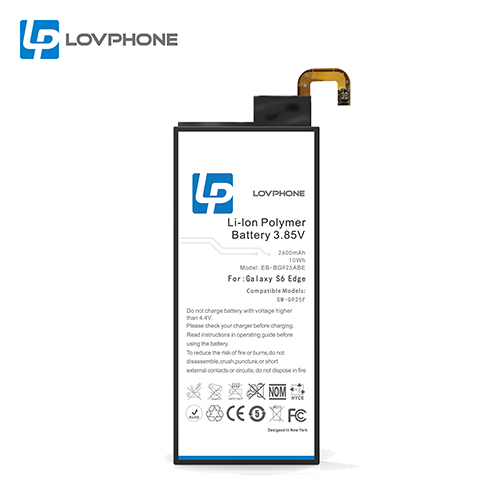 LOVPHONE
LOVPHONE
Li-Ion Polymer
Battery 3.85V
2600mAh
10Wh
Model:EB-BG925ABE
For:Galaxy S6 Edge
Compatible Models:
SM-G925F
Do not charge battery with voltage higher
than 4.4V.
Please check your charger before charging.
Read instructions in operating guide before
using the battery.
To reduce the risk of fire or burns,do not
disassemble,crush,puncture,or short
external contacts or circuits; do not dispose in fire
NOM
NYCE
CE
5
FC
Designed in New York